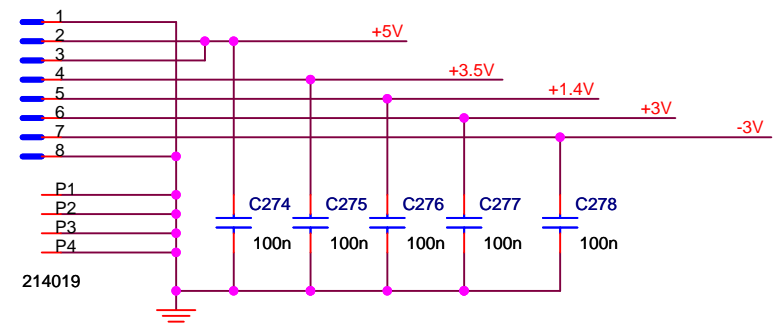 1
2
+5V
3
4
+3.5V
5
+1.4V
6
+3V
7
-3V
8
P1
P2
P3
P4
C274
C275
C276
C277
C278
100n
100n
100n
100n
100n
214019